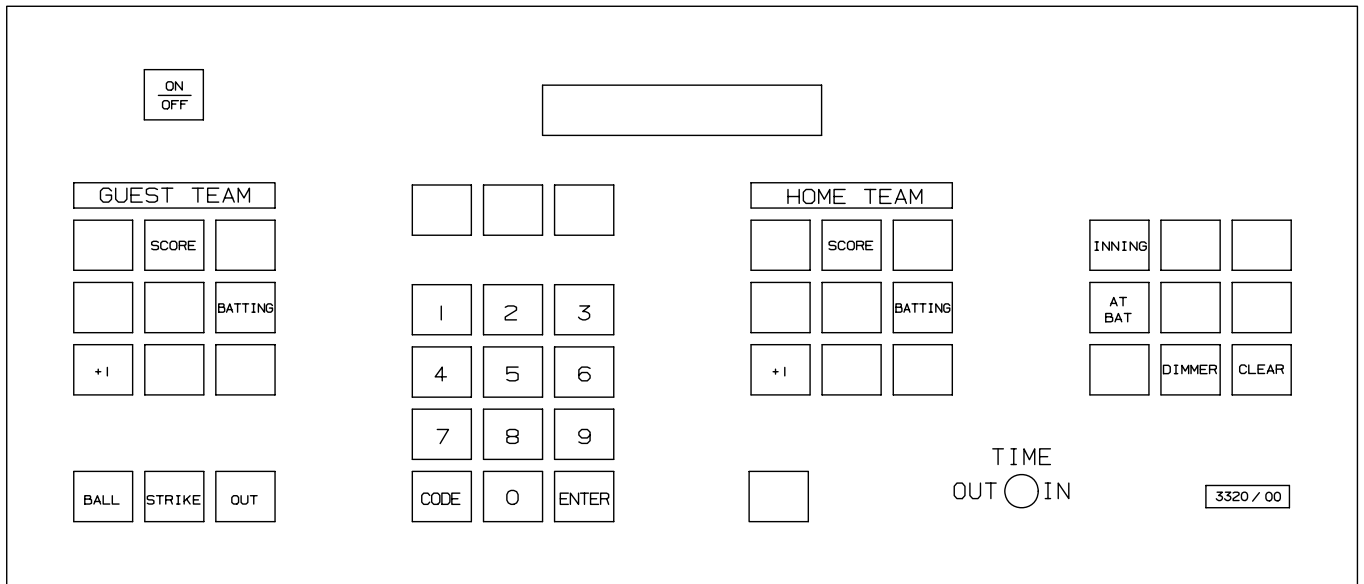 ON
OFF
GUEST TEAM
SCORE
BATTING
+1
BALL
STRIKE
OUT
1
2
3
4
5
6
7
8
9
CODE
0
ENTER
HOME TEAM
SCORE
BATTING
+1
INNING
AT
BAT
DIMMER
CLEAR
TIME
OUT IN
3320 / 00